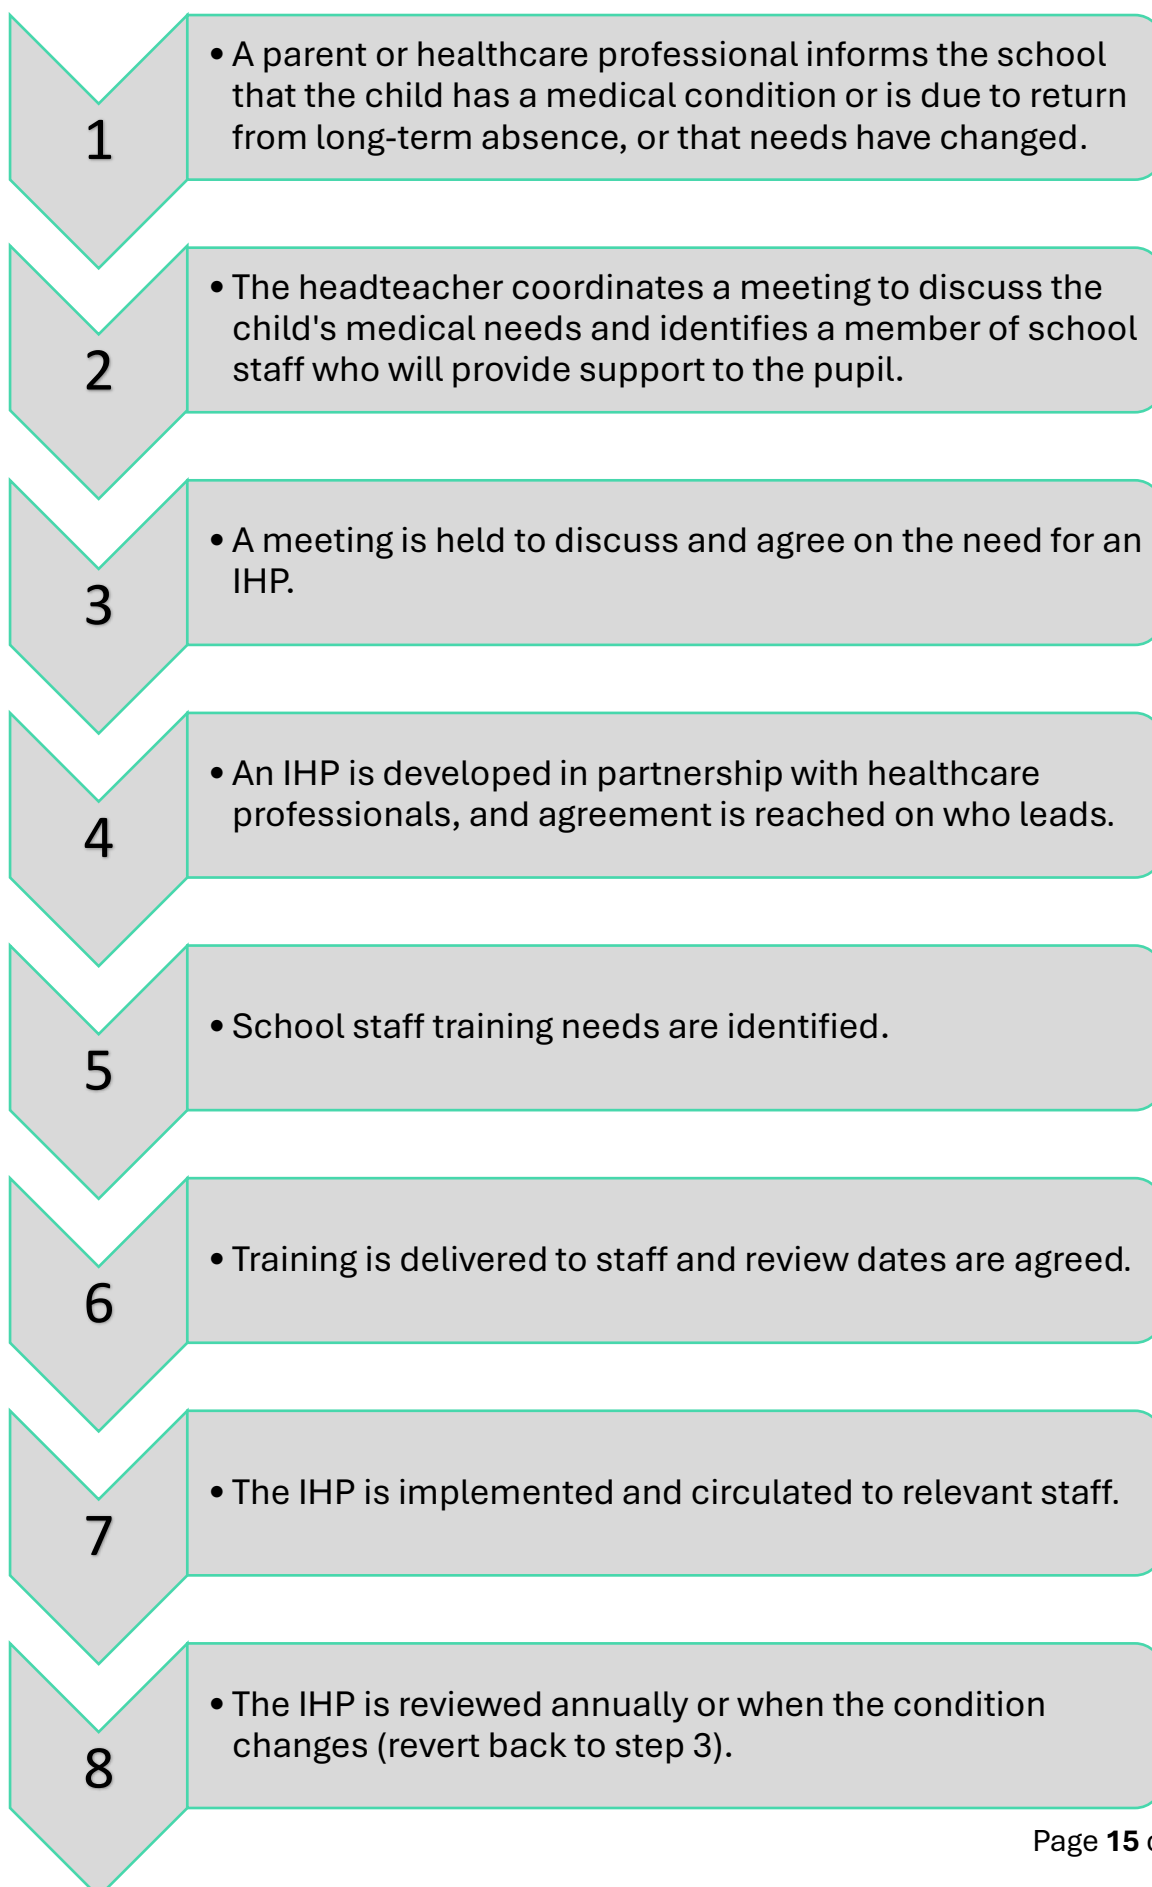 1
• A parent or healthcare professional informs the school
that the child has a medical condition or is due to return
from long-term absence, or that needs have changed.
2
• The headteacher coordinates a meeting to discuss the
child's medical needs and identifies a member of school
staff who will provide support to the pupil.
3
• A meeting is held to discuss and agree on the need for an
IHP.
4
• An IHP is developed in partnership with healthcare
professionals, and agreement is reached on who leads.
5
• School staff training needs are identified.
6
• Training is delivered to staff and review dates are agreed.
7
• The IHP is implemented and circulated to relevant staff.
8
• The IHP is reviewed annually or when the condition
changes (revert back to step 3).
Page 15